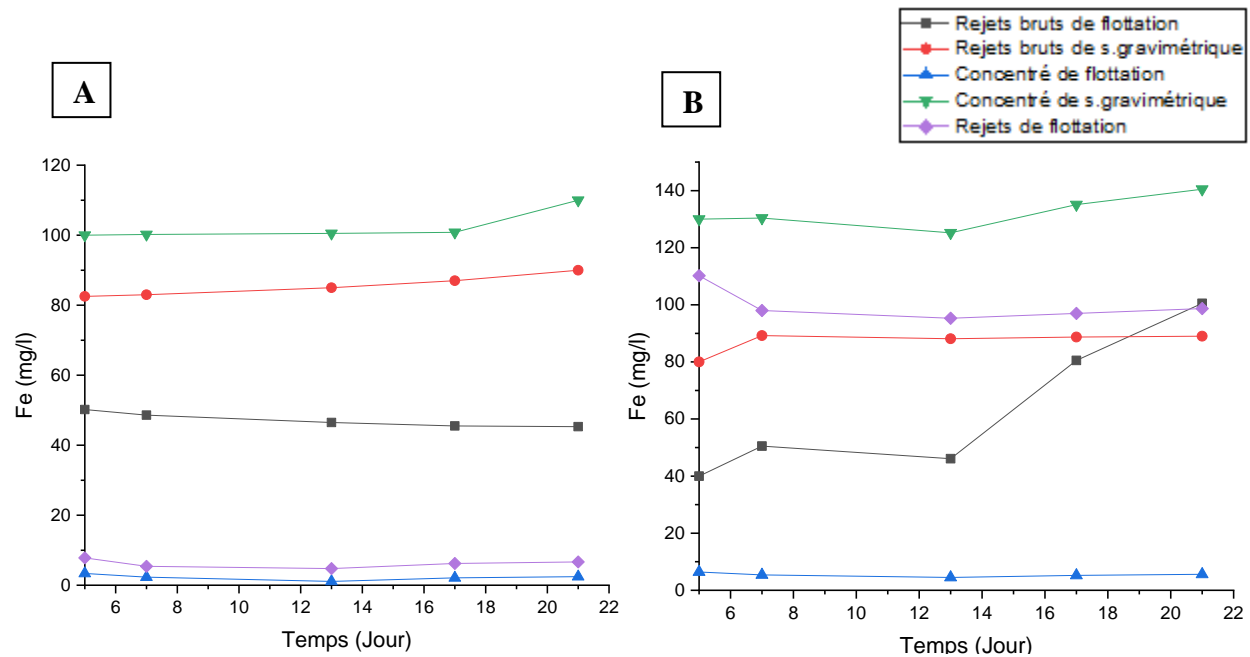 Rejets bruts de flottation
Rejets bruts de s.gravimétrique
Concentré de flottation
Concentré de s.gravimétrique
Rejets de flottation
A
B
120
100
80
60
40
20
0
Fe (mg/l)
6 8 10 12 14 16 18 20 22
Temps (Jour)
140
120
100
80
60
40
20
0
Fe (mg/l)
6 8 10 12 14 16 18 20 22
Temps (Jour)